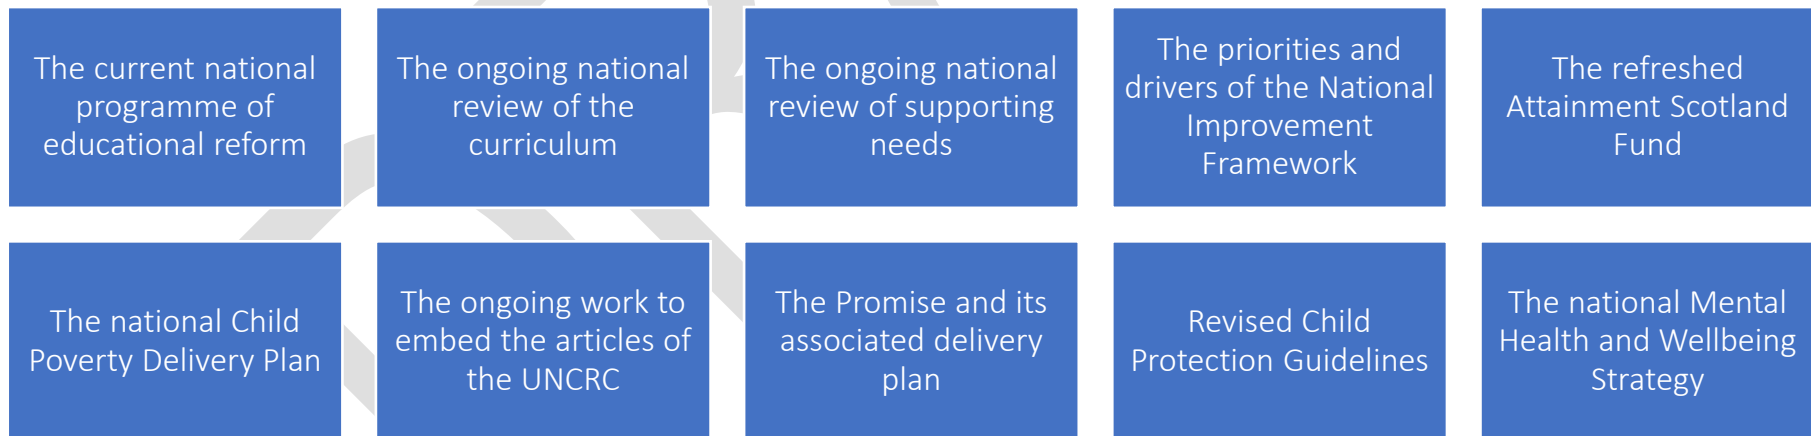 The current national
programme of
educational reform
The ongoing national
review of the
curriculum
The ongoing national
review of supporting
needs
The priorities and
drivers of the National
Improvement
Framework
The refreshed
Attainment Scotland
Fund
The national Child
Poverty Delivery Plan
The ongoing work to
embed the articles of
the UNCRC
The Promise and its
associated delivery
plan
Revised Child
Protection Guidelines
The national Mental
Health and Wellbeing
Strategy